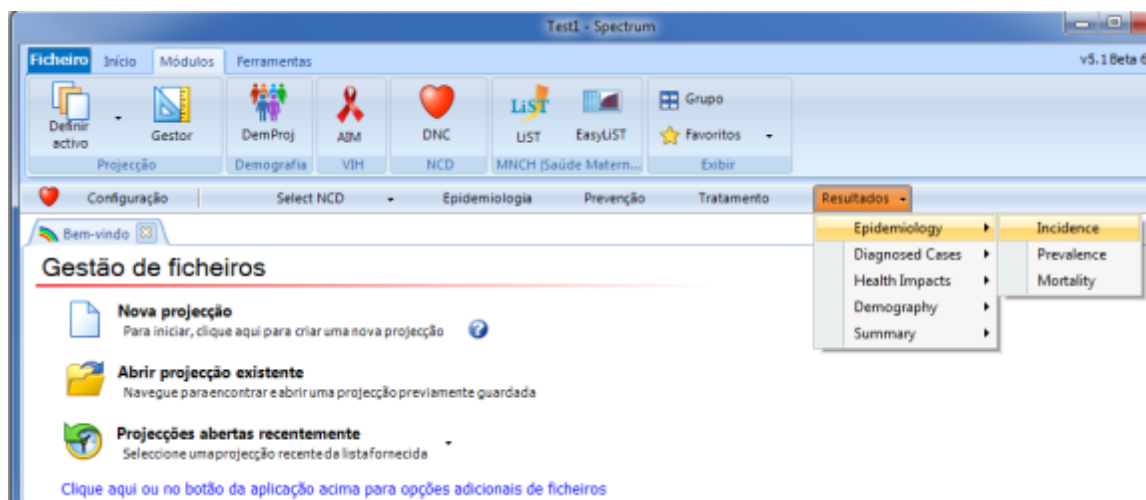 Test1 - Spectrum
Ficheiro Início Módulos Ferramentas v5.1 Beta 6
Definir activo
Gestor
DemProj
AIM
DNC
LiST
LiST
EasyLiST
Grupo
Favoritos
Projecção Demografia VIH NCD MNCH (Saúde Matern... Exibir
Configuração Select NCD Epidemiologia Prevenção Tratamento Resultados
Bem-vindo
Epidemiology
Diagnosed Cases
Health Impacts
Demography
Summary
Incidence
Prevalence
Mortality
Gestão de ficheiros
Nova projecção
Para iniciar, clique aqui para criar uma nova projecção
Abrir projecção existente
Navegue para encontrar e abrir uma projecção previamente guardada
Projecções abertas recentemente
Seleccione uma projecção recente da lista fornecida
Clique aqui ou no botão da aplicação acima para opções adicionais de ficheiros